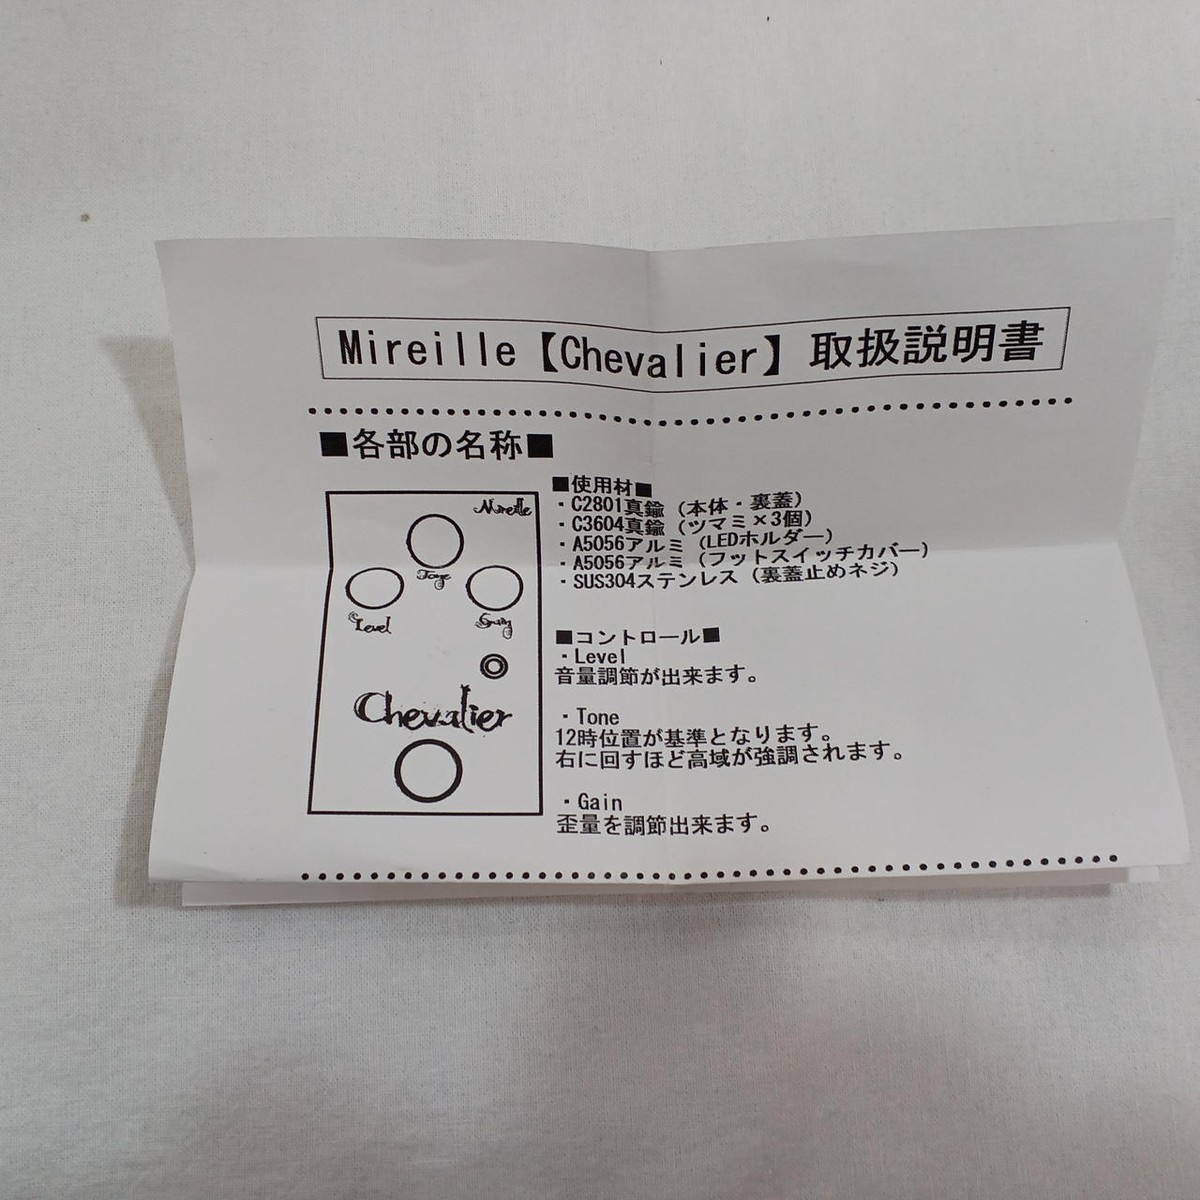 Mireille【Chevalier】取扱説明書
■各部の名称■
Mireille
Tone
Level
Gain
Chevalier
■使用材■
・C2801真鍮（本体・裏蓋）
・C3604真鍮（ツマミ×3個）
・A5056アルミ（LEDホルダー）
・A5056アルミ（フットスイッチカバー）
・SUS304ステンレス（裏蓋止めネジ）
■コントロール■
・Level
音量調節が出来ます。
・Tone
12時位置が基準となります。
右に回すほど高域が強調されます。
・Gain
歪量を調節出来ます。